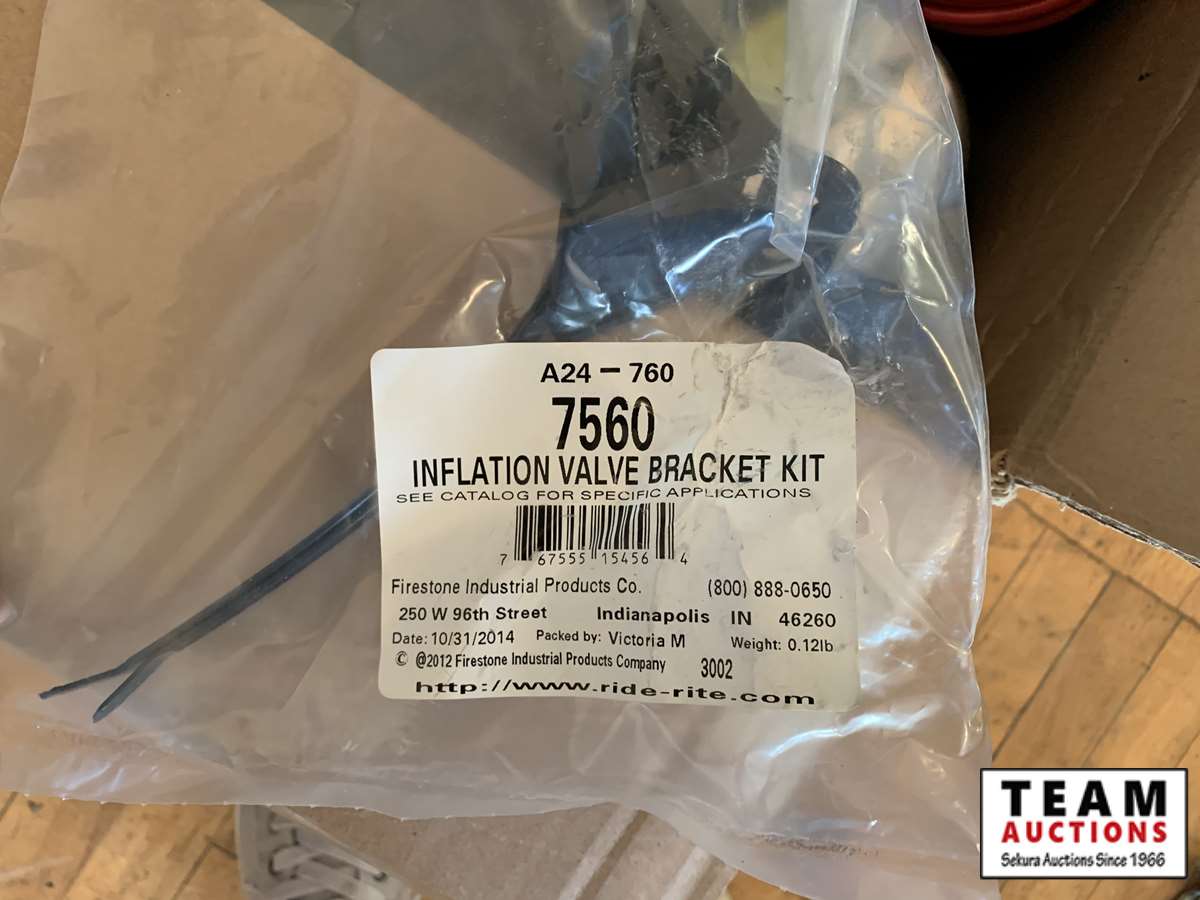 A24 - 760
7560
INFLATION VALVE BRACKET KIT
SEE CATALOG FOR SPECIFIC APPLICATIONS
7 67555 15456 4
Firestone Industrial Products Co. (800) 888-0650
250 W 96th Street Indianapolis IN 46260
Date: 10/31/2014 Packed by: Victoria M Weight: 0.12lb
© @2012 Firestone Industrial Products Company 3002
http://www.ride-rite.com
TEAM
AUCTIONS
Sekura Auctions Since 1966